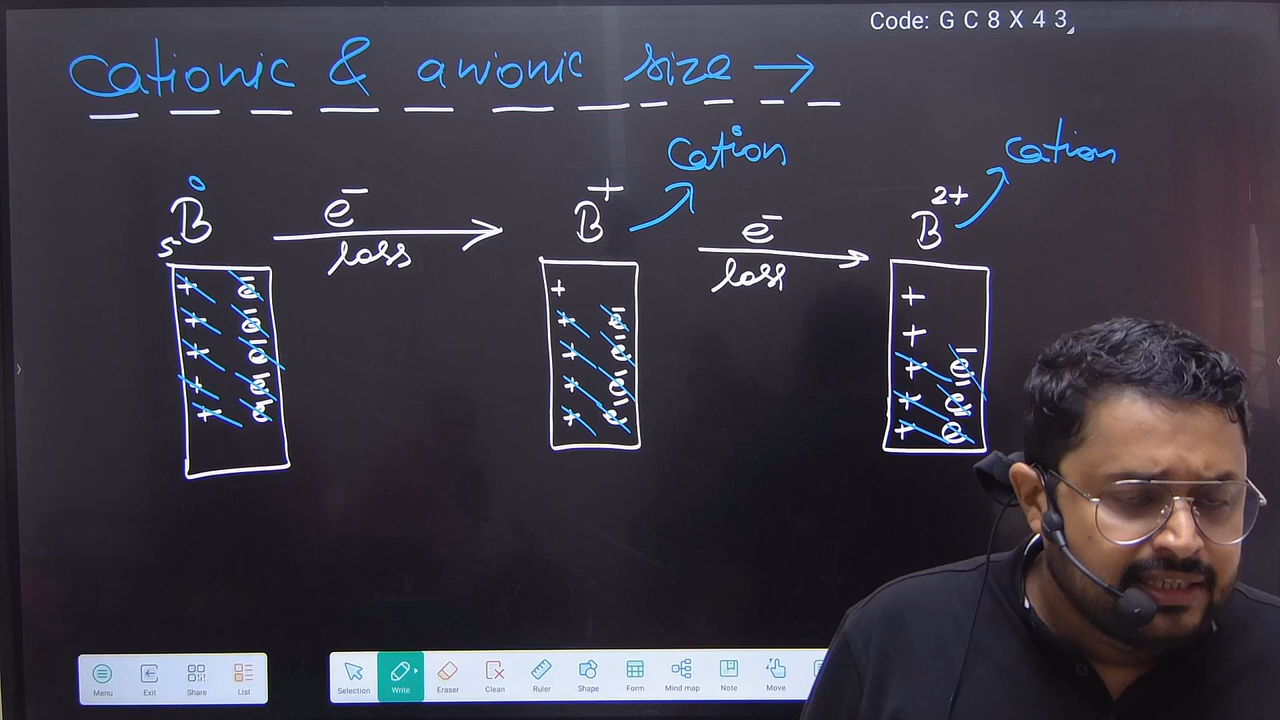 Code: G C 8 X 4 3
Cationic & anionic size →
Cation
Cation
₅B⁰
e⁻
loss
B⁺
e⁻
loss
B²⁺
+ e
+ e
+ e
+ e
+ e
+
+ e
+ e
+ e
+ e
+
+
+ e
+ e
+ e
Menu Exit Share List Selection Write Eraser Clean Ruler Shape Form Mind map Note Move